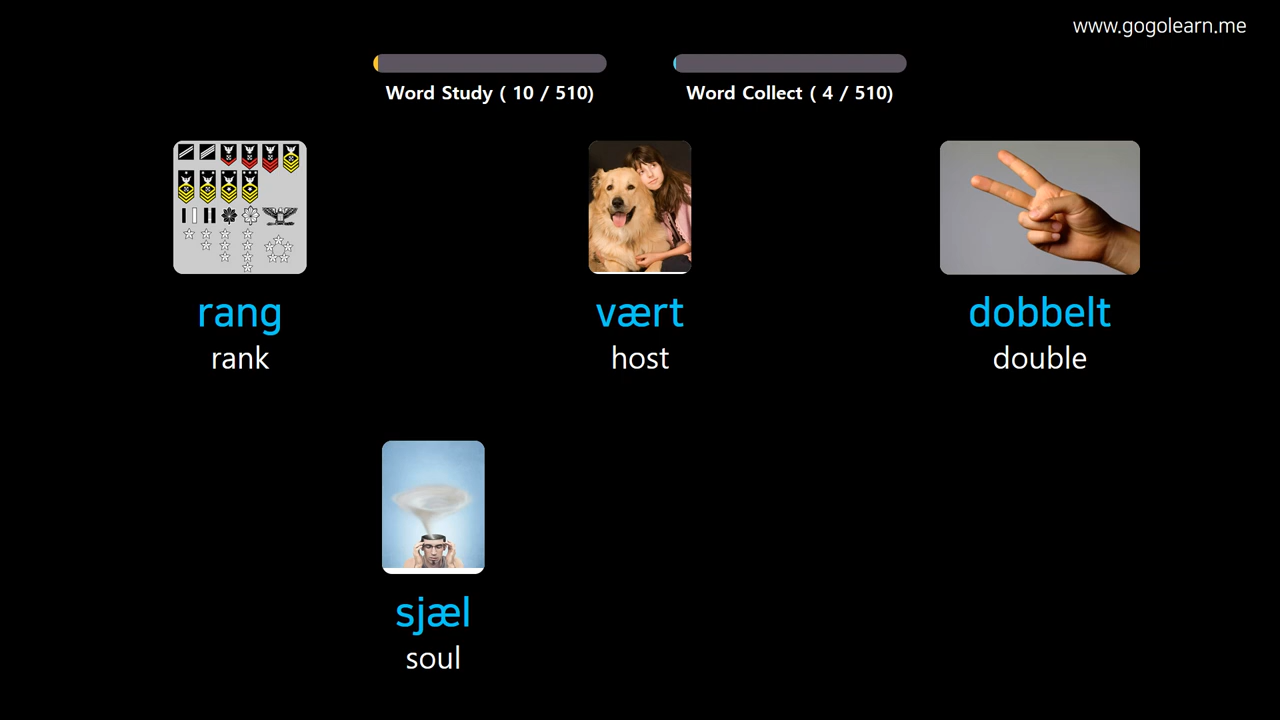 www.gogolearn.me
Word Study ( 10 / 510)
Word Collect ( 4 / 510)
rang
rank
vært
host
dobbelt
double
sjæl
soul